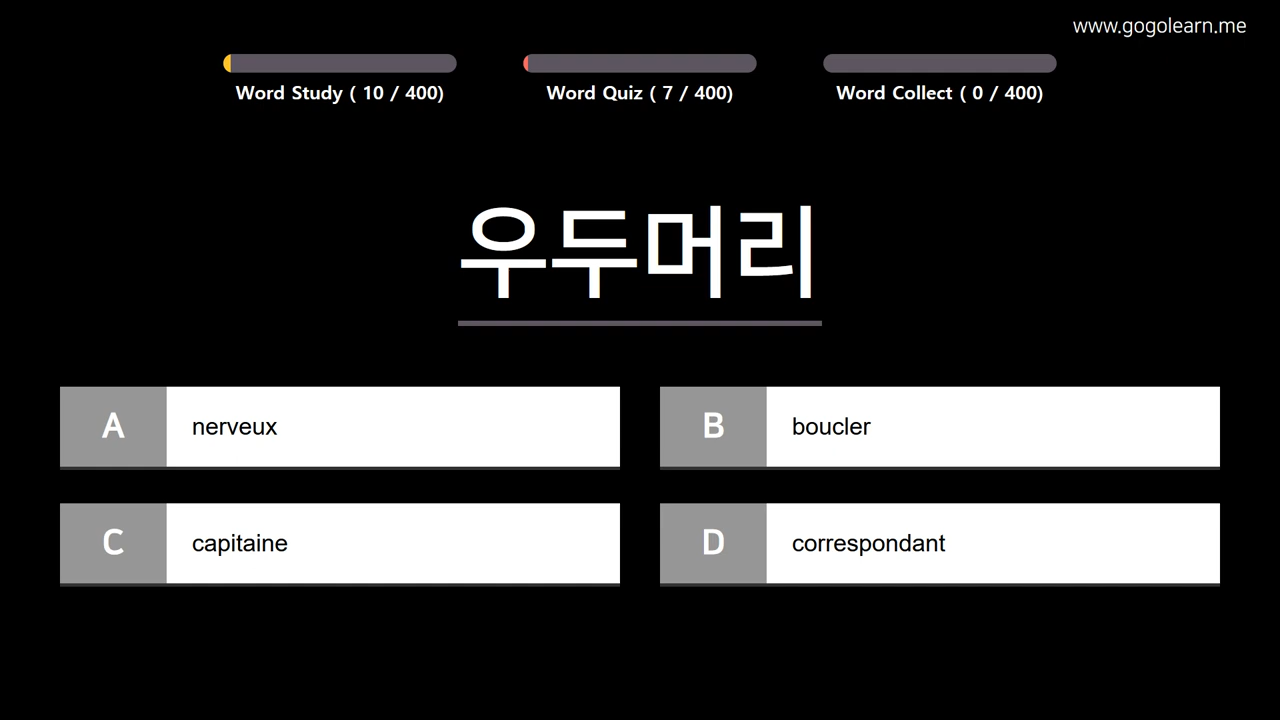 www.gogolearn.me
Word Study ( 10 / 400)
Word Quiz ( 7 / 400)
Word Collect ( 0 / 400)
우두머리
A nerveux
B boucler
C capitaine
D correspondant